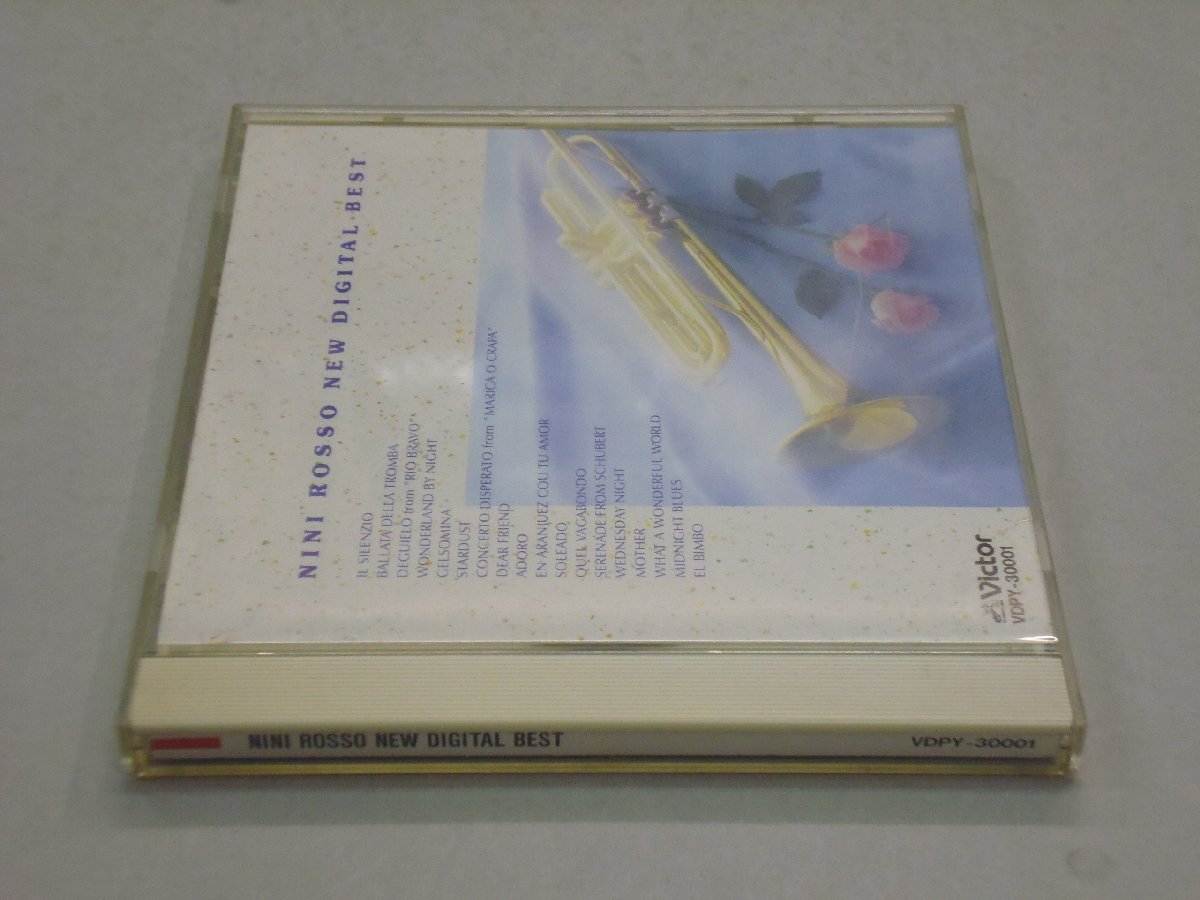 NINI ROSSO NEW DIGITAL BEST
IL SILENZIO
BALLATA DELLA TROMBA
DEGUIELO from "RIO BRAVO"
WONDERLAND BY NIGHT
GELSOMINA
STARDUST
CONCERTO DISPERATO from "MARICA O CRAPA"
DEAR FRIEND
ADORO
EN ARANJUEZ COU TU AMOR
SOLEADO
QUEL VAGABONDO
SERENADE FROM SCHUBERT
WEDNESDAY NIGHT
MOTHER
WHAT A WONDERFUL WORLD
MIDNIGHT BLUES
EL BIMBO
Victor
VDPY-30001
NINI ROSSO NEW DIGITAL BEST
VDPY-30001